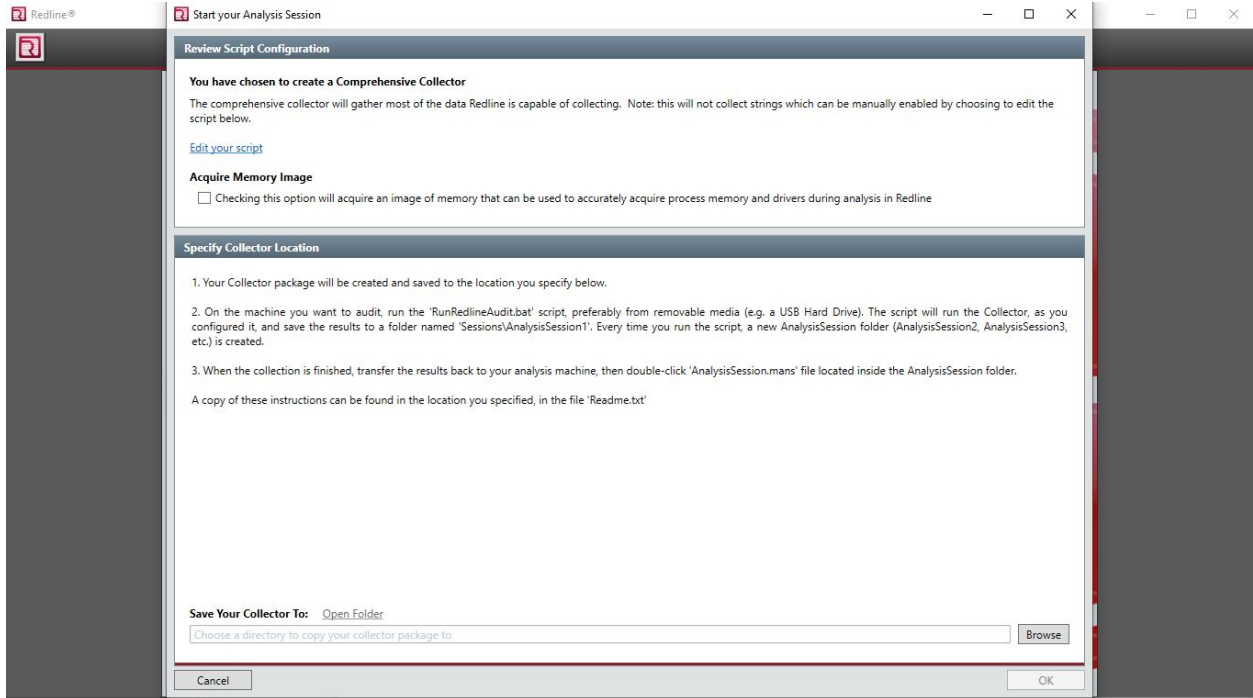 Redline®
Start your Analysis Session
Review Script Configuration
You have chosen to create a Comprehensive Collector
The comprehensive collector will gather most of the data Redline is capable of collecting. Note: this will not collect strings which can be manually enabled by choosing to edit the
script below.
Edit your script
Acquire Memory Image
Checking this option will acquire an image of memory that can be used to accurately acquire process memory and drivers during analysis in Redline
Specify Collector Location
1. Your Collector package will be created and saved to the location you specify below.
2. On the machine you want to audit, run the 'RunRedlineAudit.bat' script, preferably from removable media (e.g. a USB Hard Drive). The script will run the Collector, as you
configured it, and save the results to a folder named 'Sessions\AnalysisSession1'. Every time you run the script, a new AnalysisSession folder (AnalysisSession2, AnalysisSession3,
etc.) is created.
3. When the collection is finished, transfer the results back to your analysis machine, then double-click 'AnalysisSession.mans' file located inside the AnalysisSession folder.
A copy of these instructions can be found in the location you specified, in the file 'Readme.txt'
Save Your Collector To: Open Folder
Choose a directory to copy your collector package to
Browse
Cancel
OK